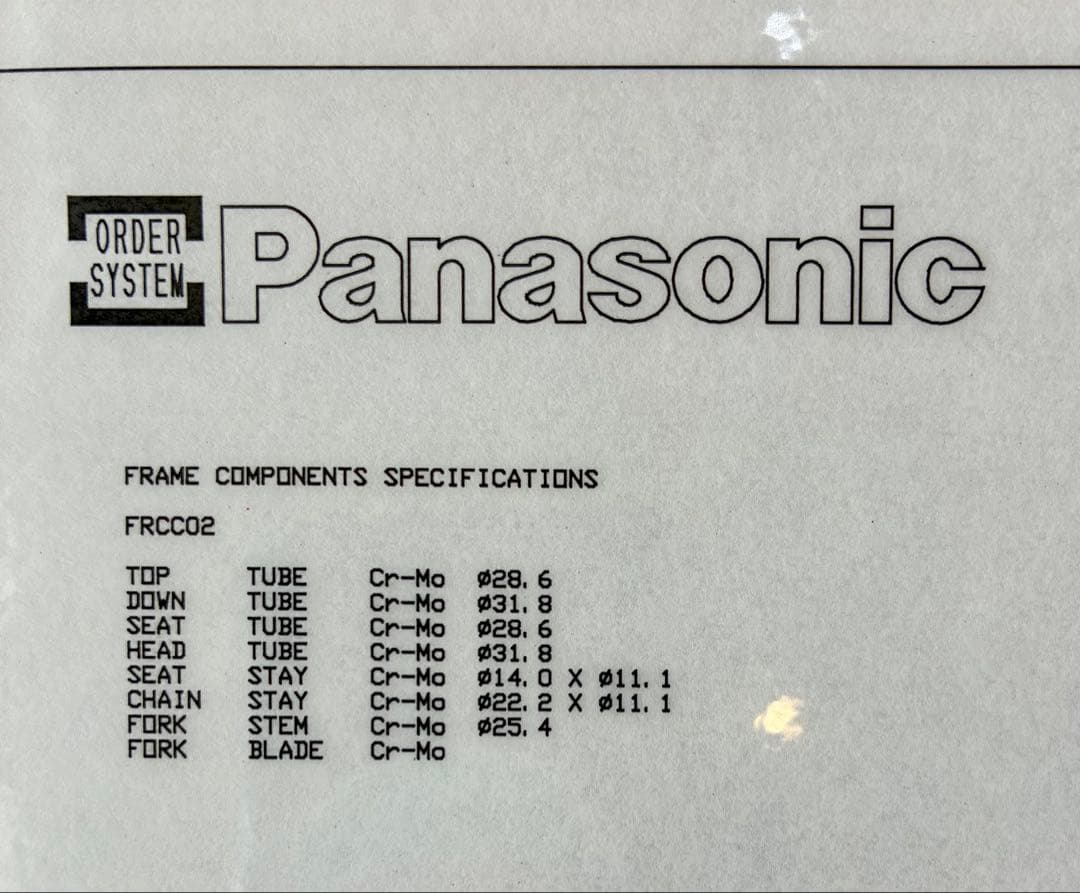 ORDER
SYSTEM
Panasonic
FRAME COMPONENTS SPECIFICATIONS
FRCC02
TOP TUBE Cr-Mo ø28.6
DOWN TUBE Cr-Mo ø31.8
SEAT TUBE Cr-Mo ø28.6
HEAD TUBE Cr-Mo ø31.8
SEAT STAY Cr-Mo ø14.0 X ø11.1
CHAIN STAY Cr-Mo ø22.2 X ø11.1
FORK STEM Cr-Mo ø25.4
FORK BLADE Cr-Mo